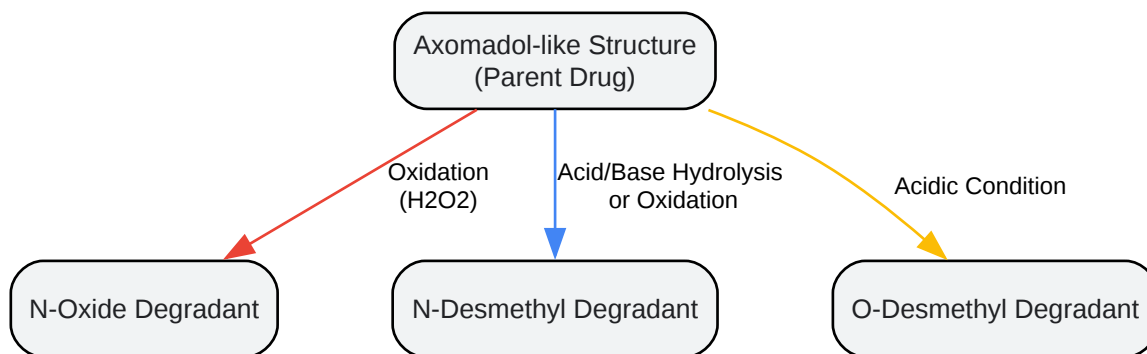 Axomadol-like Structure
(Parent Drug)
Oxidation
(H2O2)
Acid/Base Hydrolysis
or Oxidation
Acidic Condition
N-Oxide Degradant
N-Desmethyl Degradant
O-Desmethyl Degradant